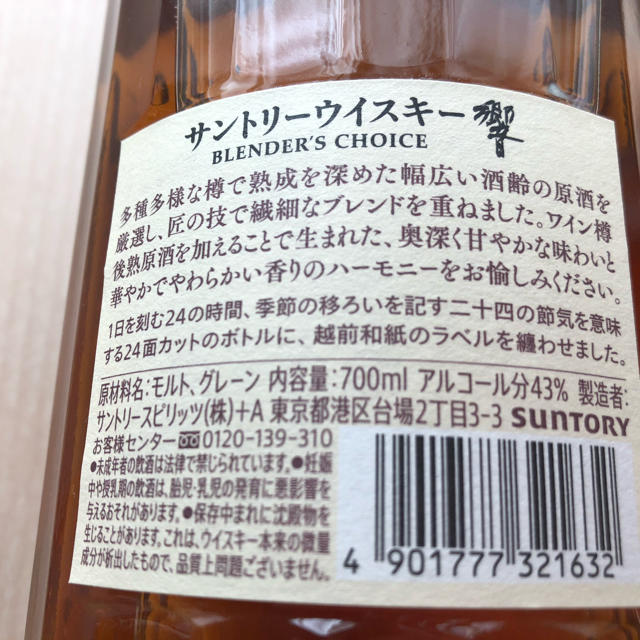 サントリーウイスキー 響
BLENDER'S CHOICE
多種多様な樽で熟成を深めた幅広い酒齢の原酒を
厳選し、匠の技で繊細なブレンドを重ねました。ワイン樽
後熟原酒を加えることで生まれた、奥深く甘やかな味わいと
華やかでやわらかい香りのハーモニーをお愉しみください。
1日を刻む24の時間、季節の移ろいを記す二十四の節気を意味
する24面カットのボトルに、越前和紙のラベルを纏わせました。
原材料名:モルト、グレーン 内容量:700ml アルコール分43% 製造者:
サントリースピリッツ(株)+A 東京都港区台場2丁目3-3 SUNTORY
お客様センター 0120-139-310
●未成年者の飲酒は法律で禁じられています。●妊娠
中や授乳期の飲酒は、胎児・乳児の発育に悪影響を
与えるおそれがあります。●保存中まれに沈殿物を
生じることがあります。これは、ウイスキー本来の微量
成分が析出したもので、品質上問題ございません。
4 901777 321632